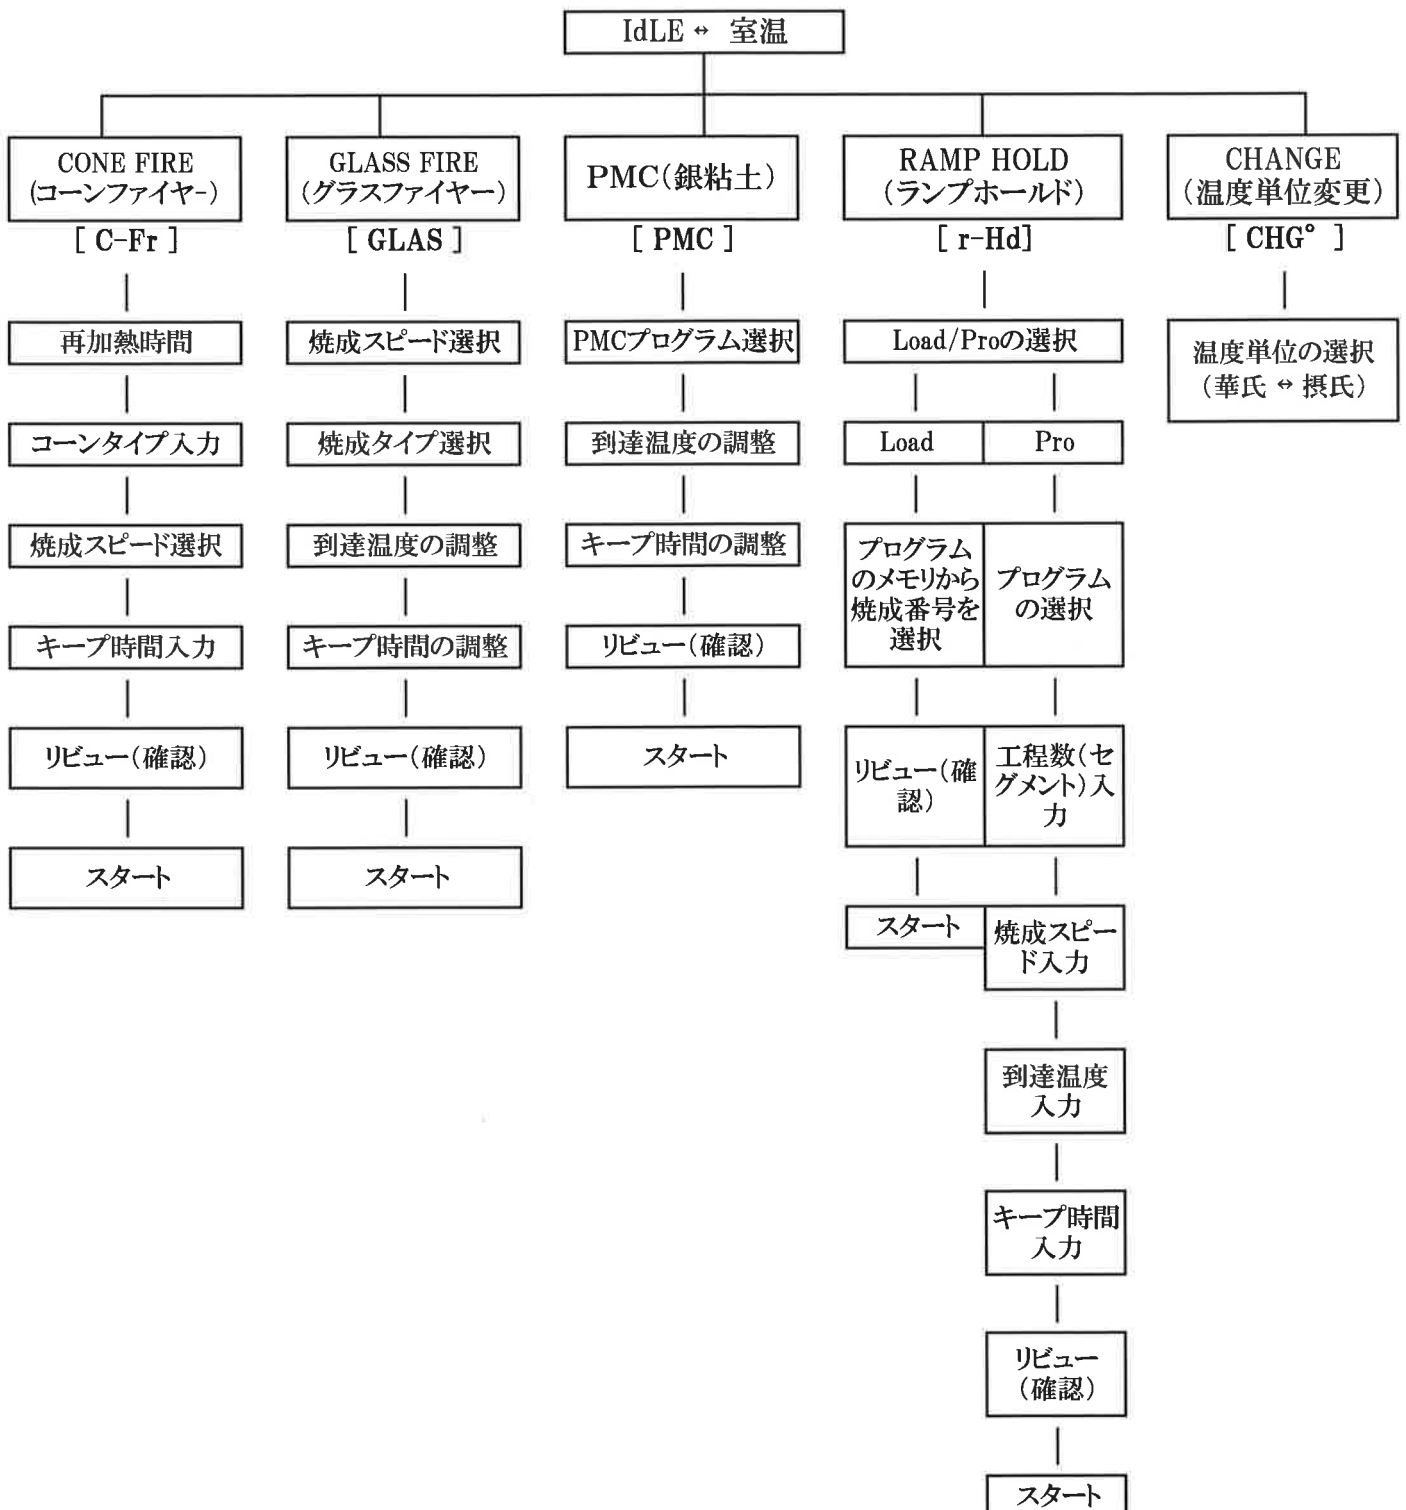 IdLE ↔ 室温
CONE FIRE
(コーンファイヤ-)
[ C-Fr ]
再加熱時間
コーンタイプ入力
焼成スピード選択
キープ時間入力
リビュー(確認)
スタート
GLASS FIRE
(グラスファイヤー)
[ GLAS ]
焼成スピード選択
焼成タイプ選択
到達温度の調整
キープ時間の調整
リビュー(確認)
スタート
PMC(銀粘土)
[ PMC ]
PMCプログラム選択
到達温度の調整
キープ時間の調整
リビュー(確認)
スタート
RAMP HOLD
(ランプホールド)
[ r-Hd]
Load/Proの選択
Load
プログラム
のメモリから
焼成番号を
選択
リビュー(確
認)
スタート
Pro
プログラム
の選択
工程数(セ
グメント)入
力
焼成スピー
ド入力
到達温度
入力
キープ時間
入力
リビュー
(確認)
スタート
CHANGE
(温度単位変更)
[ CHG° ]
温度単位の選択
(華氏 ↔ 摂氏)